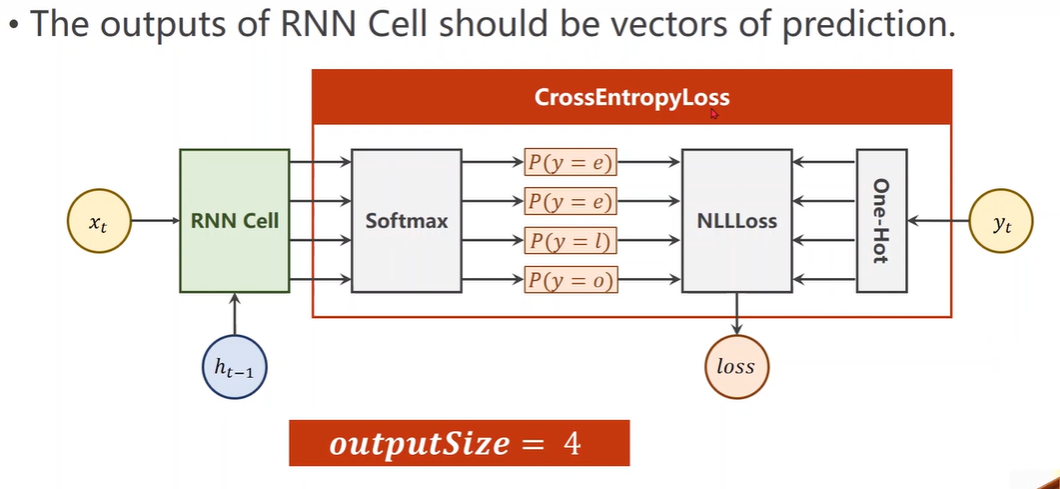 • The outputs of RNN Cell should be vectors of prediction.
CrossEntropyLoss
P(y = e)
P(y = e)
P(y = l)
P(y = o)
x_t
RNN Cell
Softmax
NLLLoss
One-Hot
y_t
h_{t−1}
loss
outputSize = 4